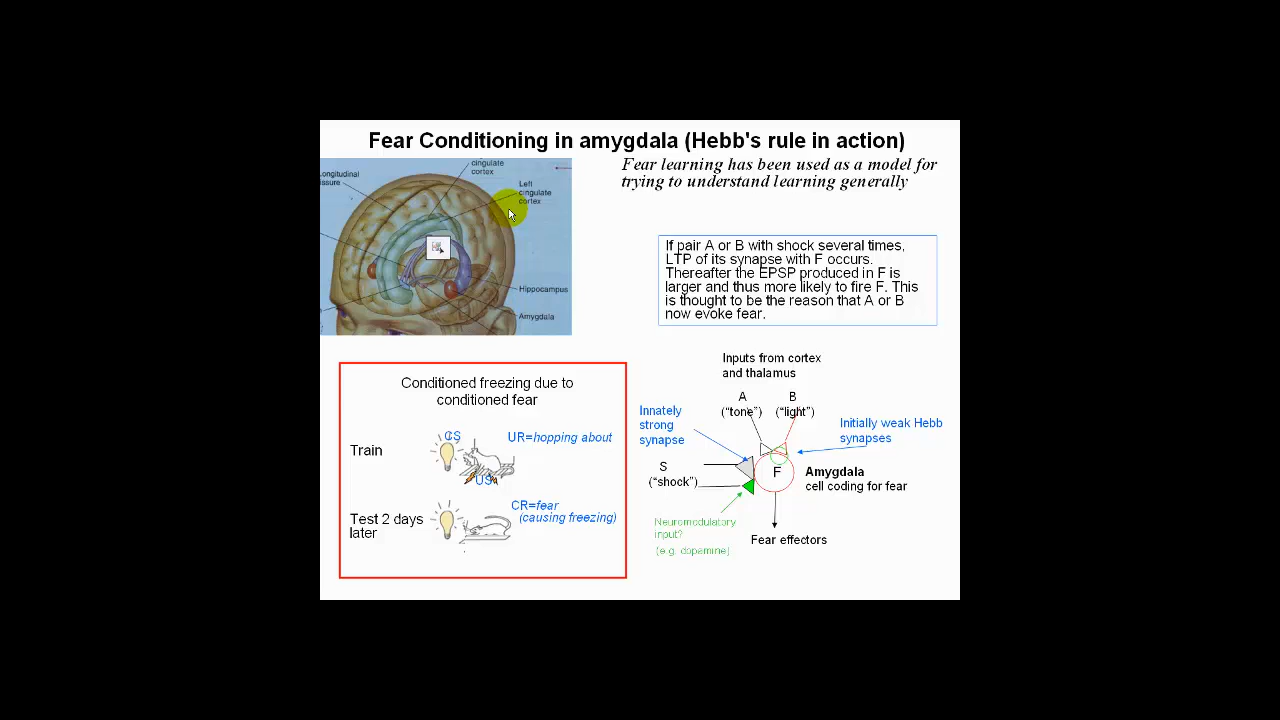 Fear Conditioning in amygdala (Hebb's rule in action)
Fear learning has been used as a model for
trying to understand learning generally
cingulate
cortex
Longitudinal
fissure
Left
cingulate
cortex
Hippocampus
Amygdala
If pair A or B with shock several times,
LTP of its synapse with F occurs.
Thereafter the EPSP produced in F is
larger and thus more likely to fire F. This
is thought to be the reason that A or B
now evoke fear.
Conditioned freezing due to
conditioned fear
Train
CS
UR=hopping about
US
Test 2 days
later
CR=fear
(causing freezing)
Inputs from cortex
and thalamus
A
("tone")
B
("light")
Innately
strong
synapse
Initially weak Hebb
synapses
S
("shock")
F
Amygdala
cell coding for fear
Neuromodulatory
input?
(e.g. dopamine)
Fear effectors